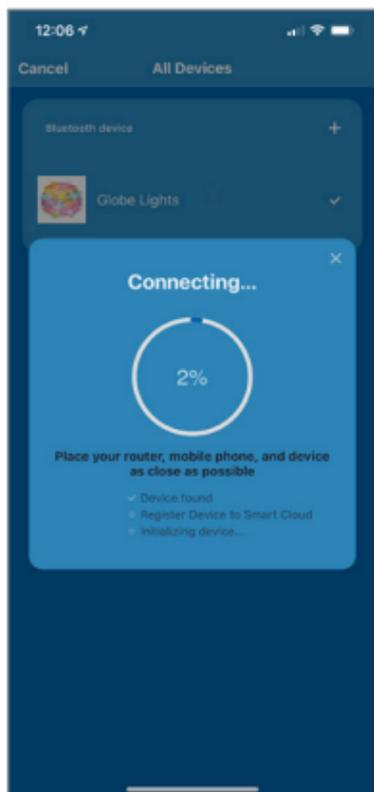 12:06
Cancel All Devices
Bluetooth device +
Globe Lights
Connecting...
2%
Place your router, mobile phone, and device
as close as possible
Device found
Register Device to Smart Cloud
Initializing device...